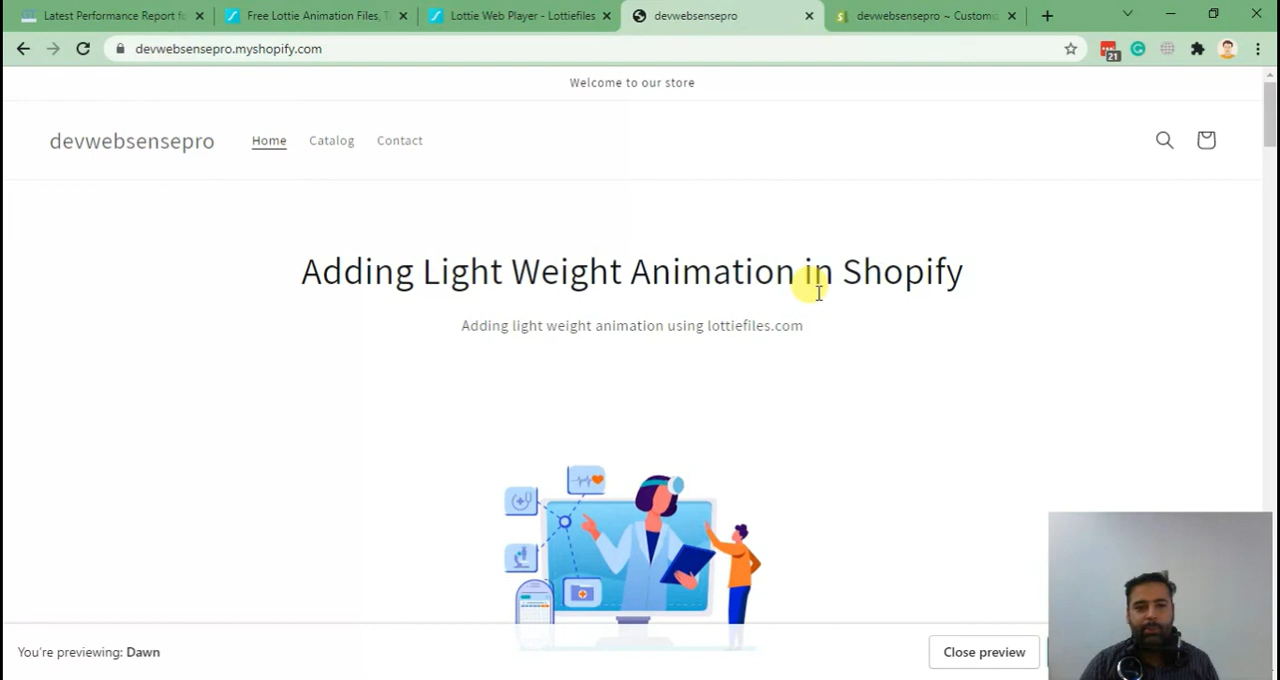 Latest Performance Report fo
Free Lottie Animation Files, T
Lottie Web Player - Lottiefiles
devwebsensepro
devwebsensepro ~ Customi
devwebsensepro.myshopify.com
21
Welcome to our store
devwebsensepro
Home
Catalog
Contact
Adding Light Weight Animation in Shopify
Adding light weight animation using lottiefiles.com
You're previewing: Dawn
Close preview